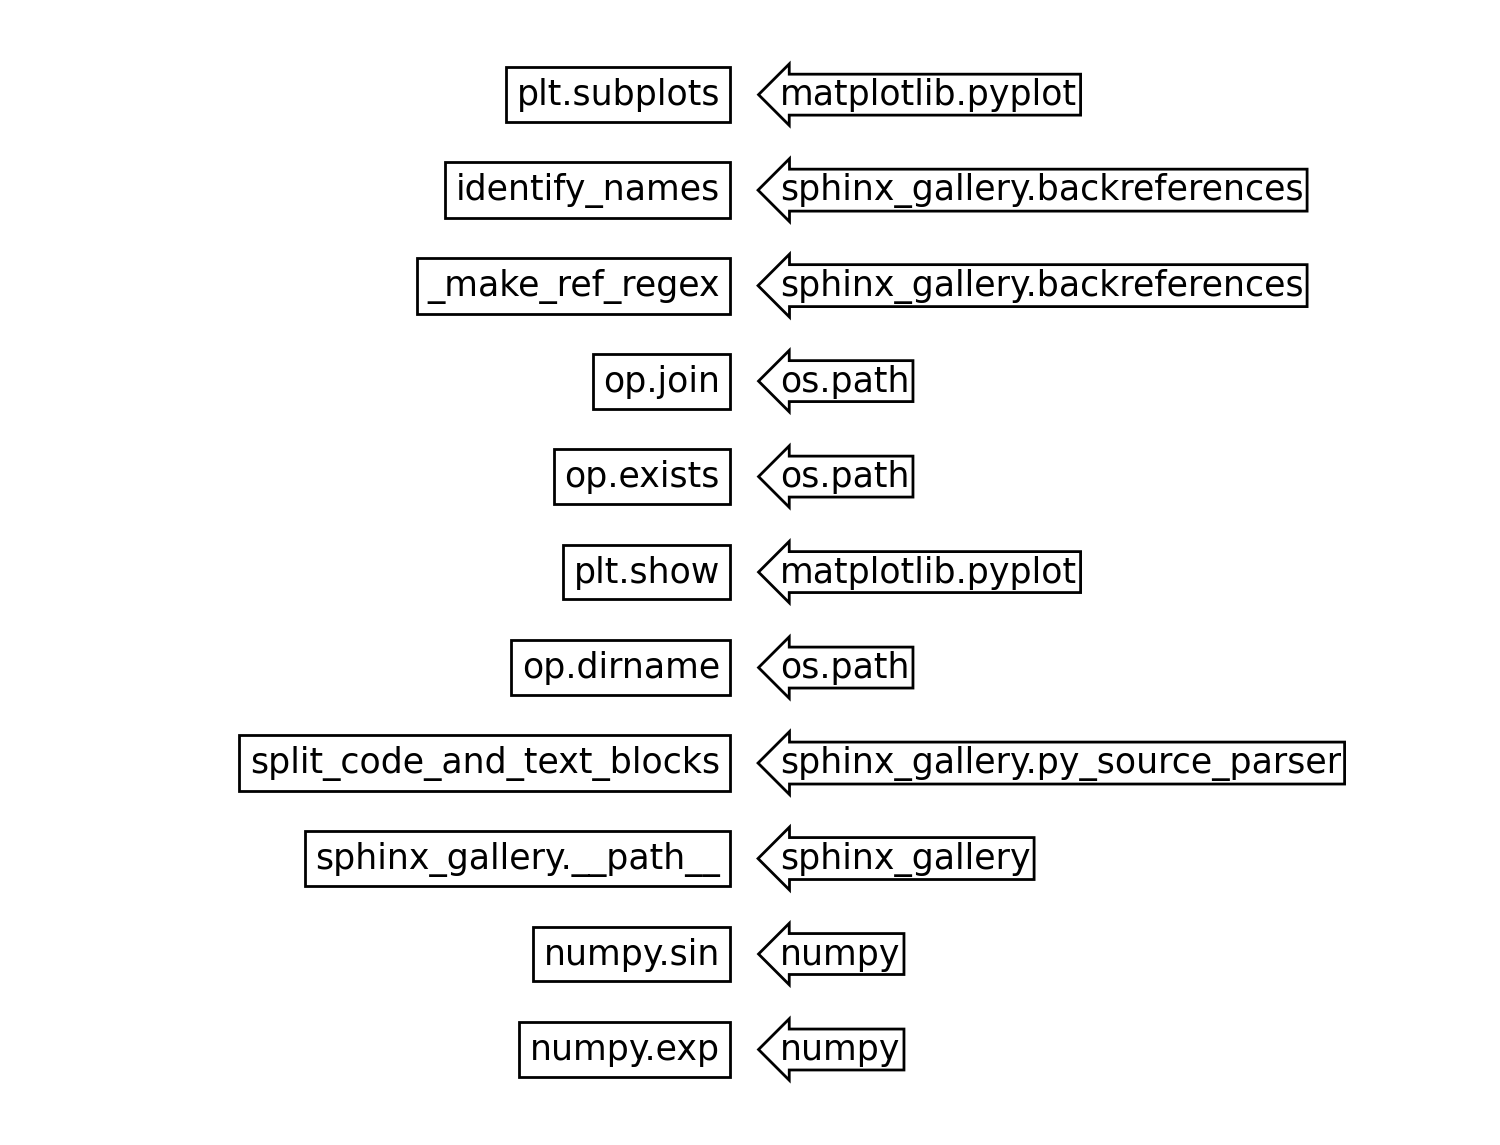 plt.subplots matplotlib.pyplot
identify_names sphinx_gallery.backreferences
_make_ref_regex sphinx_gallery.backreferences
op.join os.path
op.exists os.path
plt.show matplotlib.pyplot
op.dirname os.path
split_code_and_text_blocks sphinx_gallery.py_source_parser
sphinx_gallery.__path__ sphinx_gallery
numpy.sin numpy
numpy.exp numpy